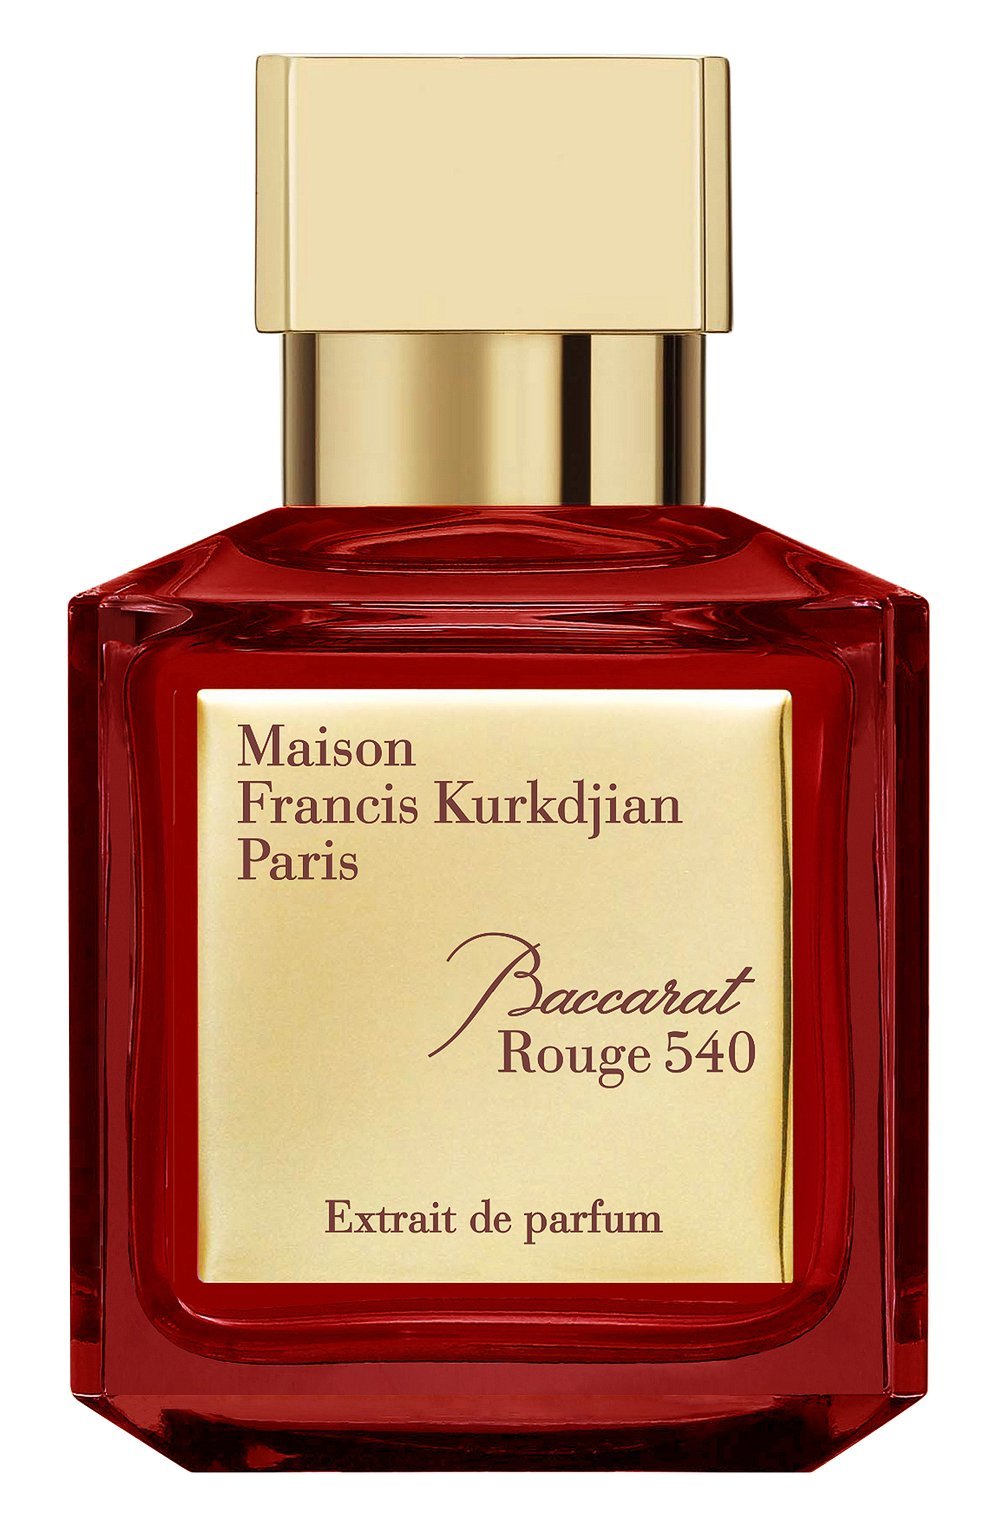 Maison
Francis Kurkdjian
Paris
Baccarat
Rouge 540
Extrait de parfum